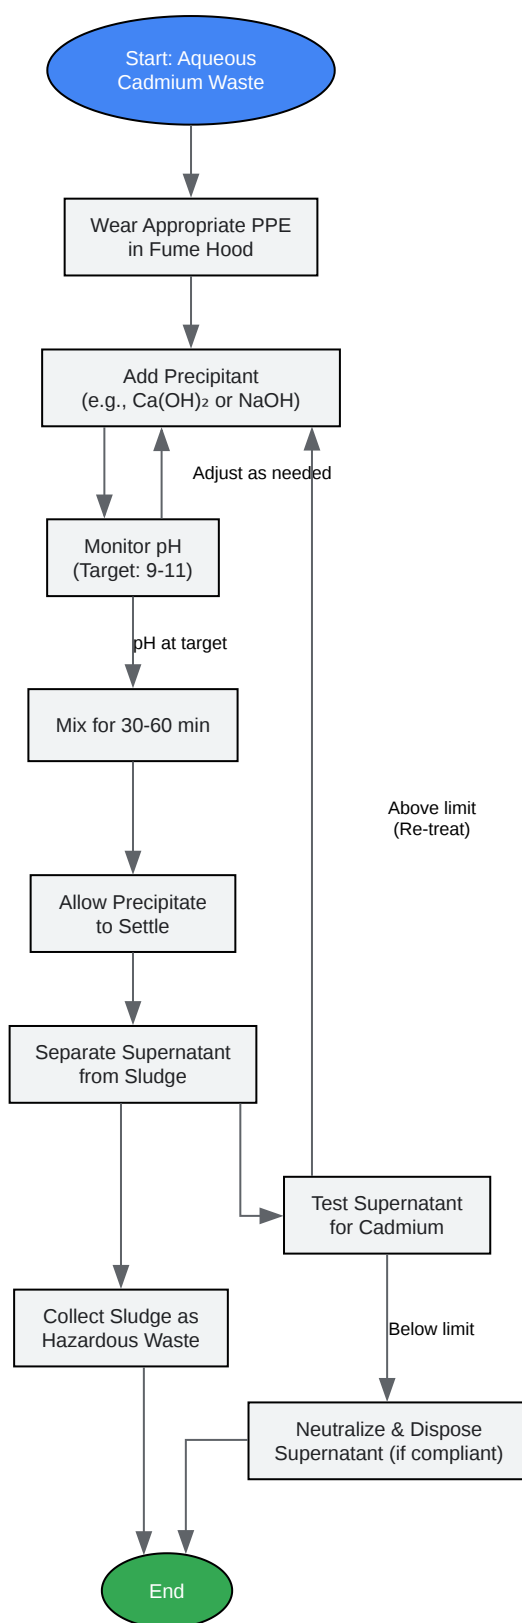 Start: Aqueous
Cadmium Waste
Wear Appropriate PPE
in Fume Hood
Add Precipitant
(e.g., Ca(OH)₂ or NaOH)
Adjust as needed
Monitor pH
(Target: 9-11)
pH at target
Mix for 30-60 min
Above limit
(Re-treat)
Allow Precipitate
to Settle
Separate Supernatant
from Sludge
Test Supernatant
for Cadmium
Collect Sludge as
Hazardous Waste
Below limit
Neutralize & Dispose
Supernatant (if compliant)
End